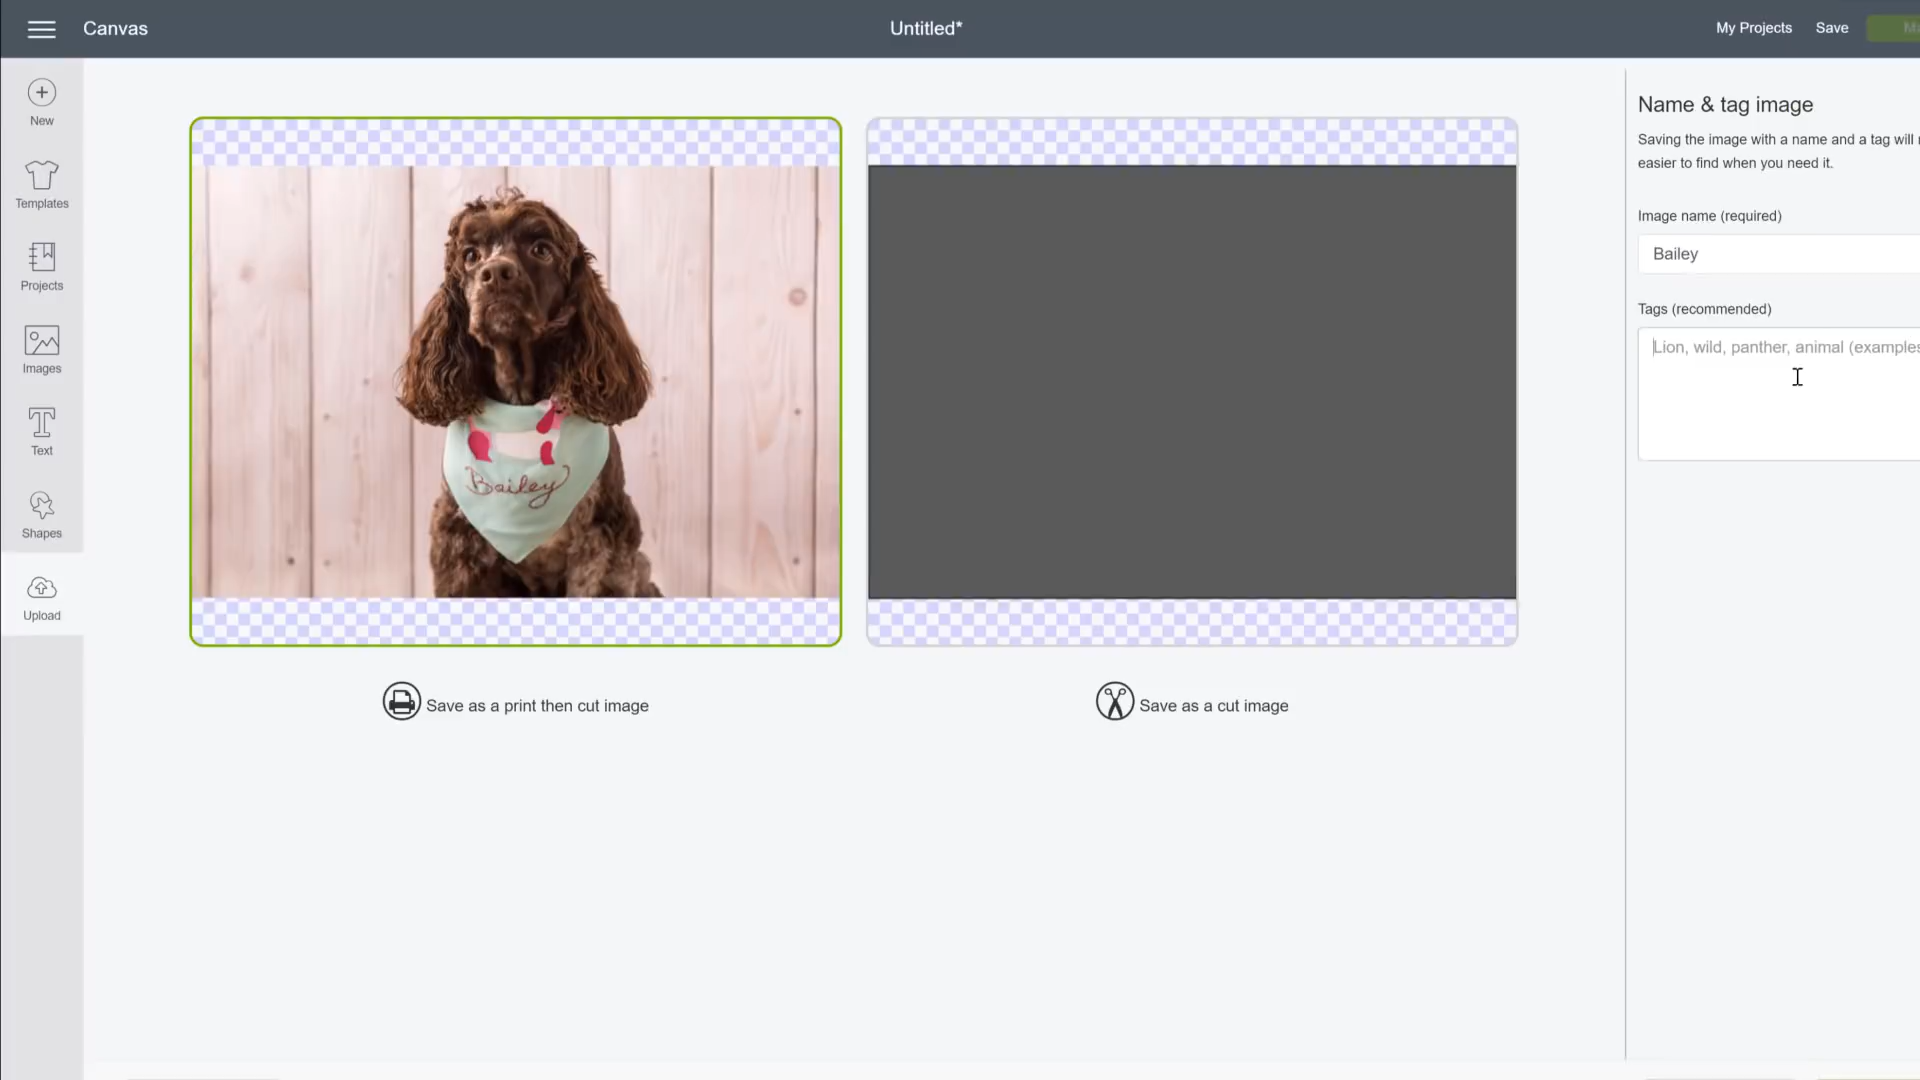 Canvas
Untitled*
My Projects
Save
New
Templates
Projects
Images
Text
Shapes
Upload
Bailey
Save as a print then cut image
Save as a cut image
Name & tag image
Saving the image with a name and a tag will
easier to find when you need it.
Image name (required)
Bailey
Tags (recommended)
Lion, wild, panther, animal (examples